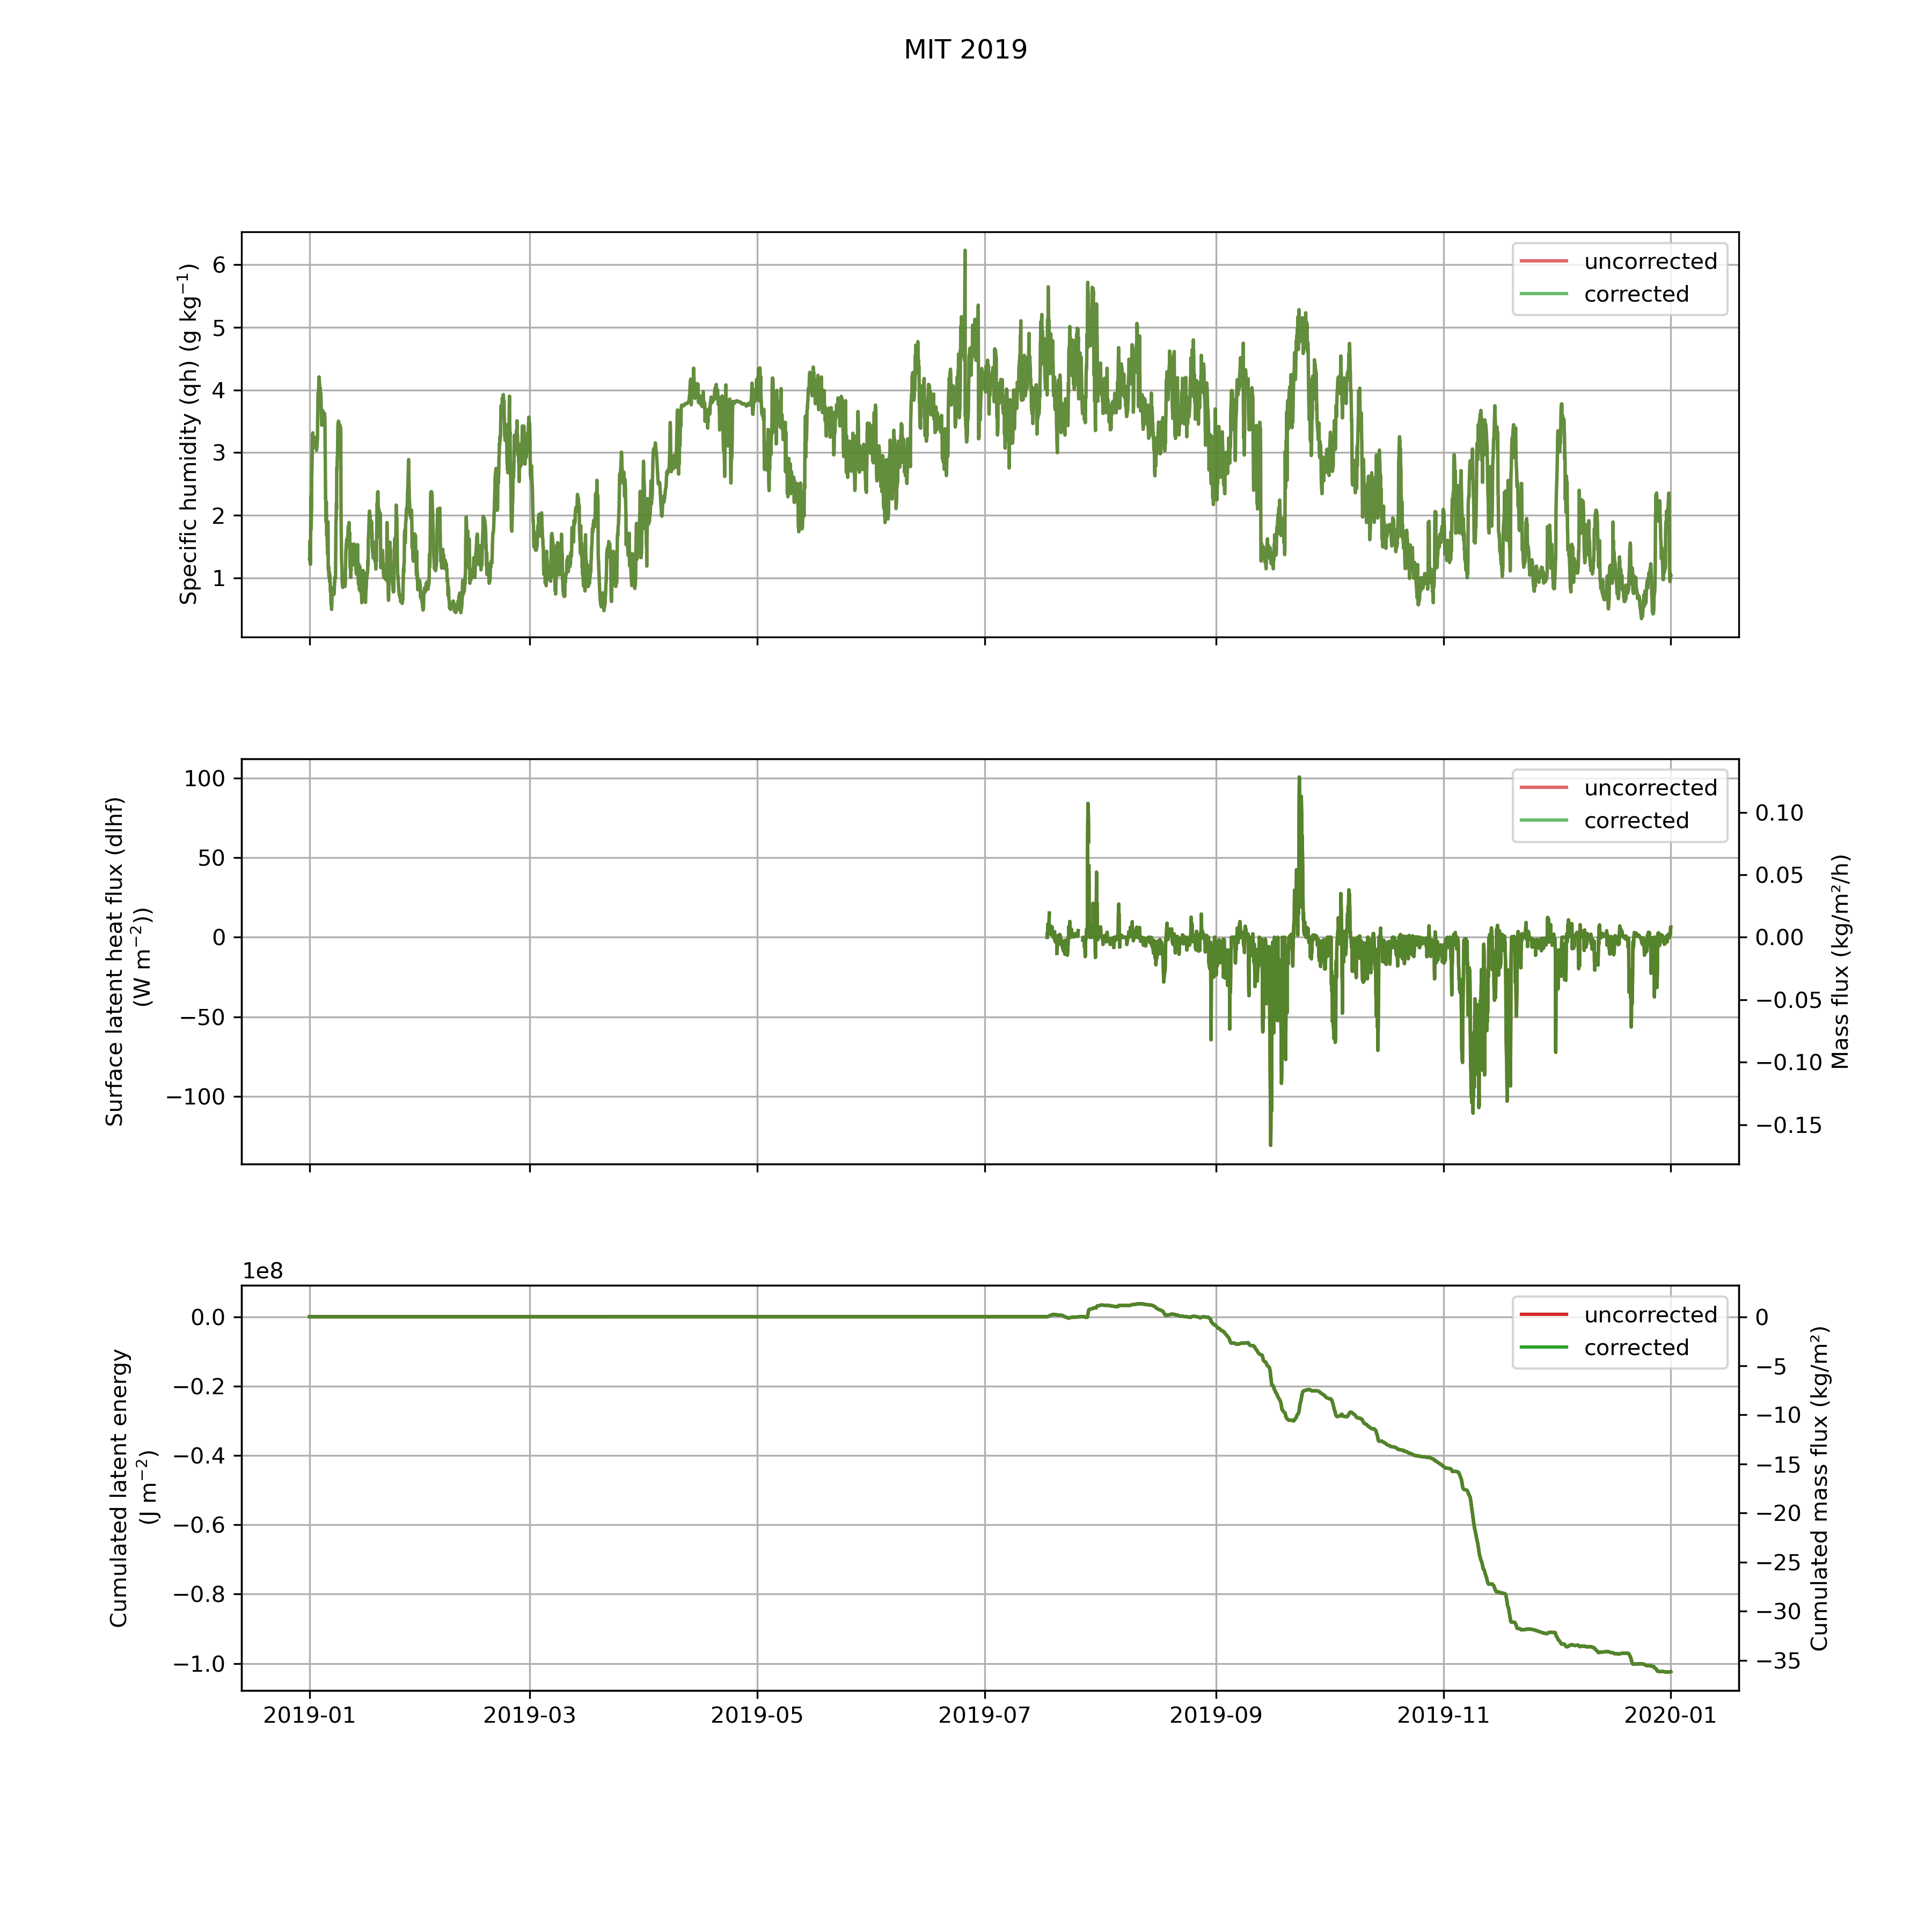 MIT 2019
Specific humidity (qh) (g kg⁻¹)
6
5
4
3
2
1
uncorrected
corrected
Surface latent heat flux (dlhf)
(W m⁻²))
100
50
0
−50
−100
uncorrected
corrected
0.10
0.05
0.00
−0.05
−0.10
−0.15
Mass flux (kg/m²/h)
1e8
Cumulated latent energy
(J m⁻²)
0.0
−0.2
−0.4
−0.6
−0.8
−1.0
uncorrected
corrected
0
−5
−10
−15
−20
−25
−30
−35
Cumulated mass flux (kg/m²)
2019-01 2019-03 2019-05 2019-07 2019-09 2019-11 2020-01